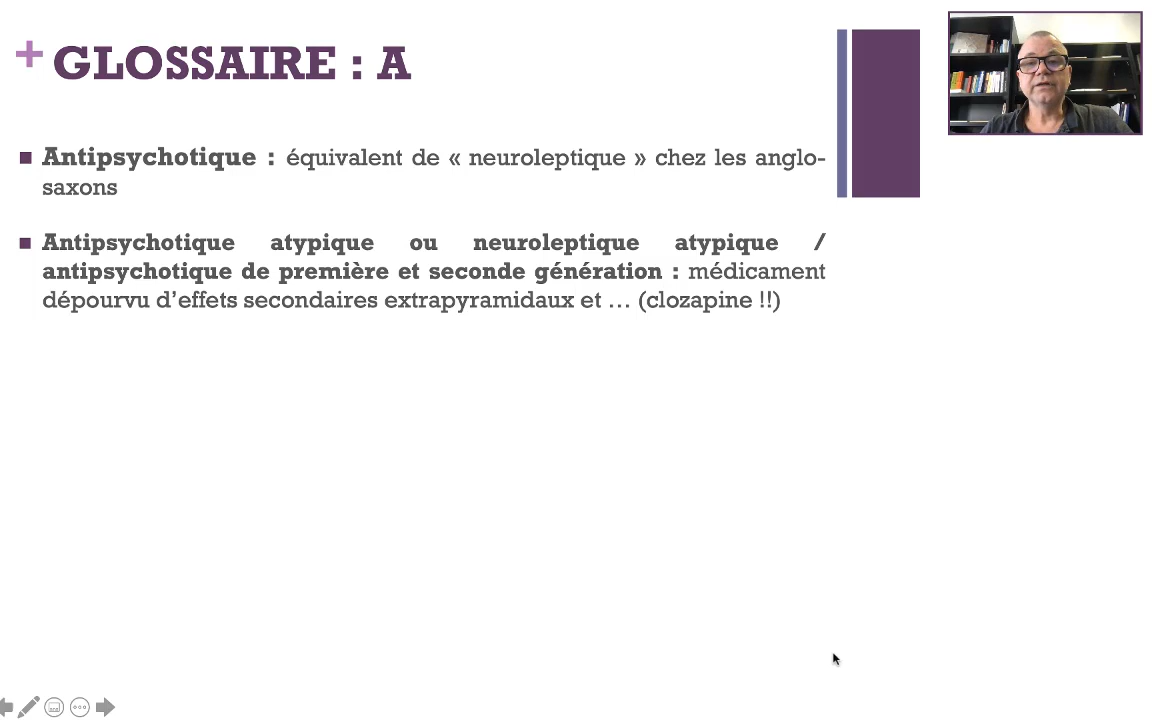 + GLOSSAIRE : A
Antipsychotique : équivalent de « neuroleptique » chez les anglo-
saxons
Antipsychotique atypique ou neuroleptique atypique /
antipsychotique de première et seconde génération : médicament
dépourvu d’effets secondaires extrapyramidaux et … (clozapine !!)